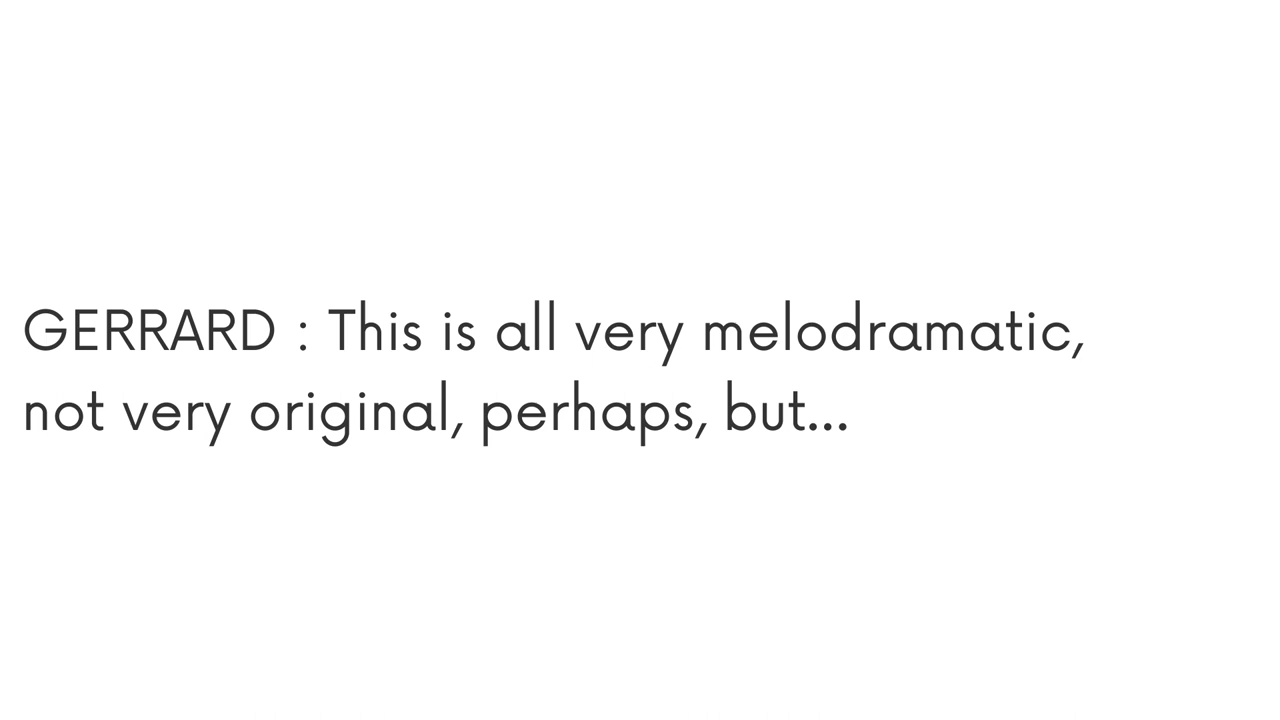 GERRARD : This is all very melodramatic,
not very original, perhaps, but...